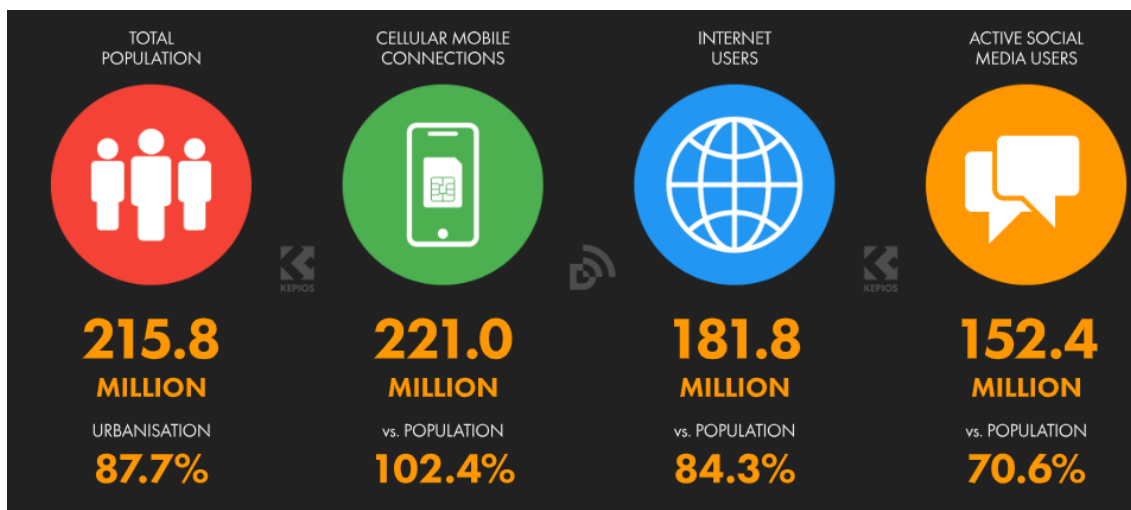 TOTAL
POPULATION
CELLULAR MOBILE
CONNECTIONS
INTERNET
USERS
ACTIVE SOCIAL
MEDIA USERS
KEPIOS
KEPIOS
215.8
MILLION
URBANISATION
87.7%
221.0
MILLION
vs. POPULATION
102.4%
181.8
MILLION
vs. POPULATION
84.3%
152.4
MILLION
vs. POPULATION
70.6%